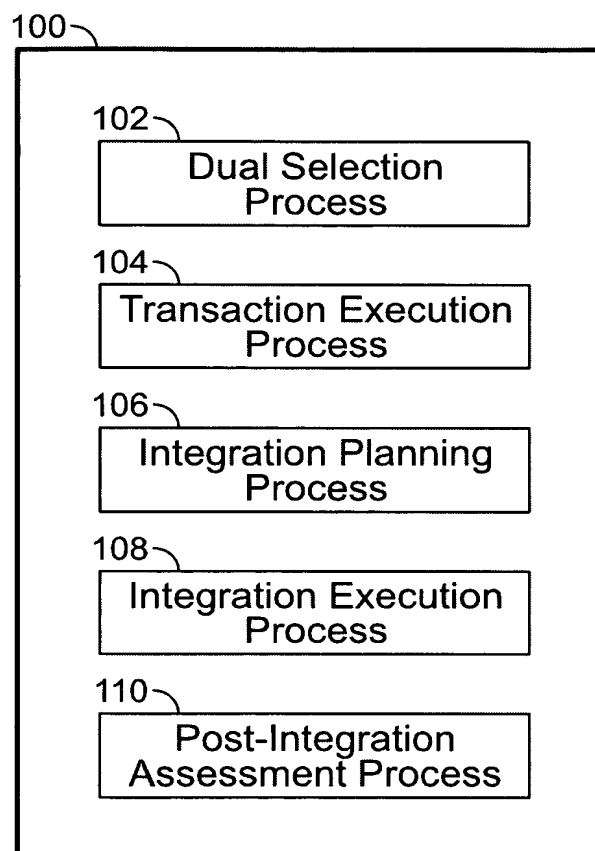 100
102
Dual Selection
Process
104
Transaction Execution
Process
106
Integration Planning
Process
108
Integration Execution
Process
110
Post-Integration
Assessment Process